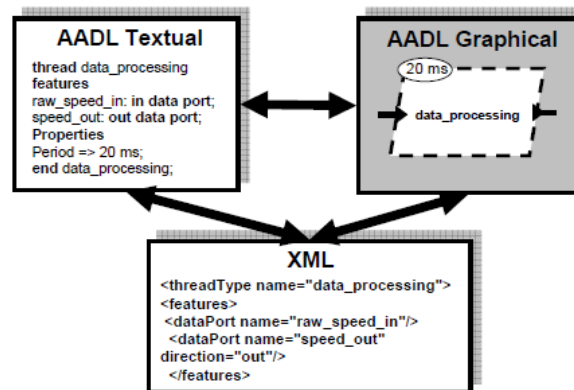 AADL Textual
thread data_processing
features
raw_speed_in: in data port;
speed_out: out data port;
Properties
Period => 20 ms;
end data_processing;
AADL Graphical
20 ms
data_processing
XML
<threadType name="data_processing">
<features>
<dataPort name="raw_speed_in"/>
<dataPort name="speed_out"
direction="out"/>
</features>